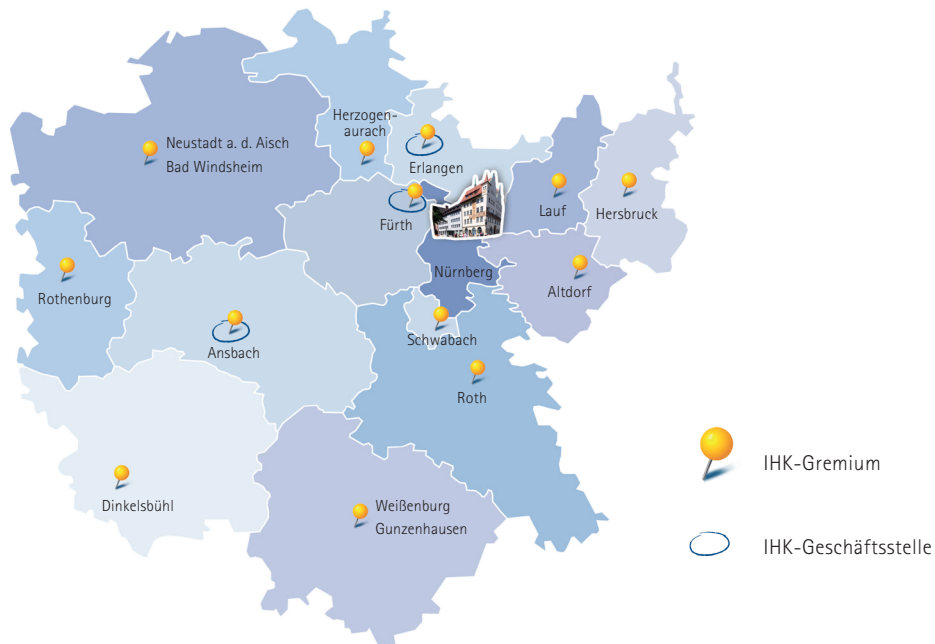 Neustadt a. d. Aisch
Bad Windsheim
Herzogen-
aurach
Erlangen
Fürth
Lauf
Hersbruck
Rothenburg
Nürnberg
Altdorf
Ansbach
Schwabach
Roth
Dinkelsbühl
Weißenburg
Gunzenhausen
IHK-Gremium
IHK-Geschäftsstelle